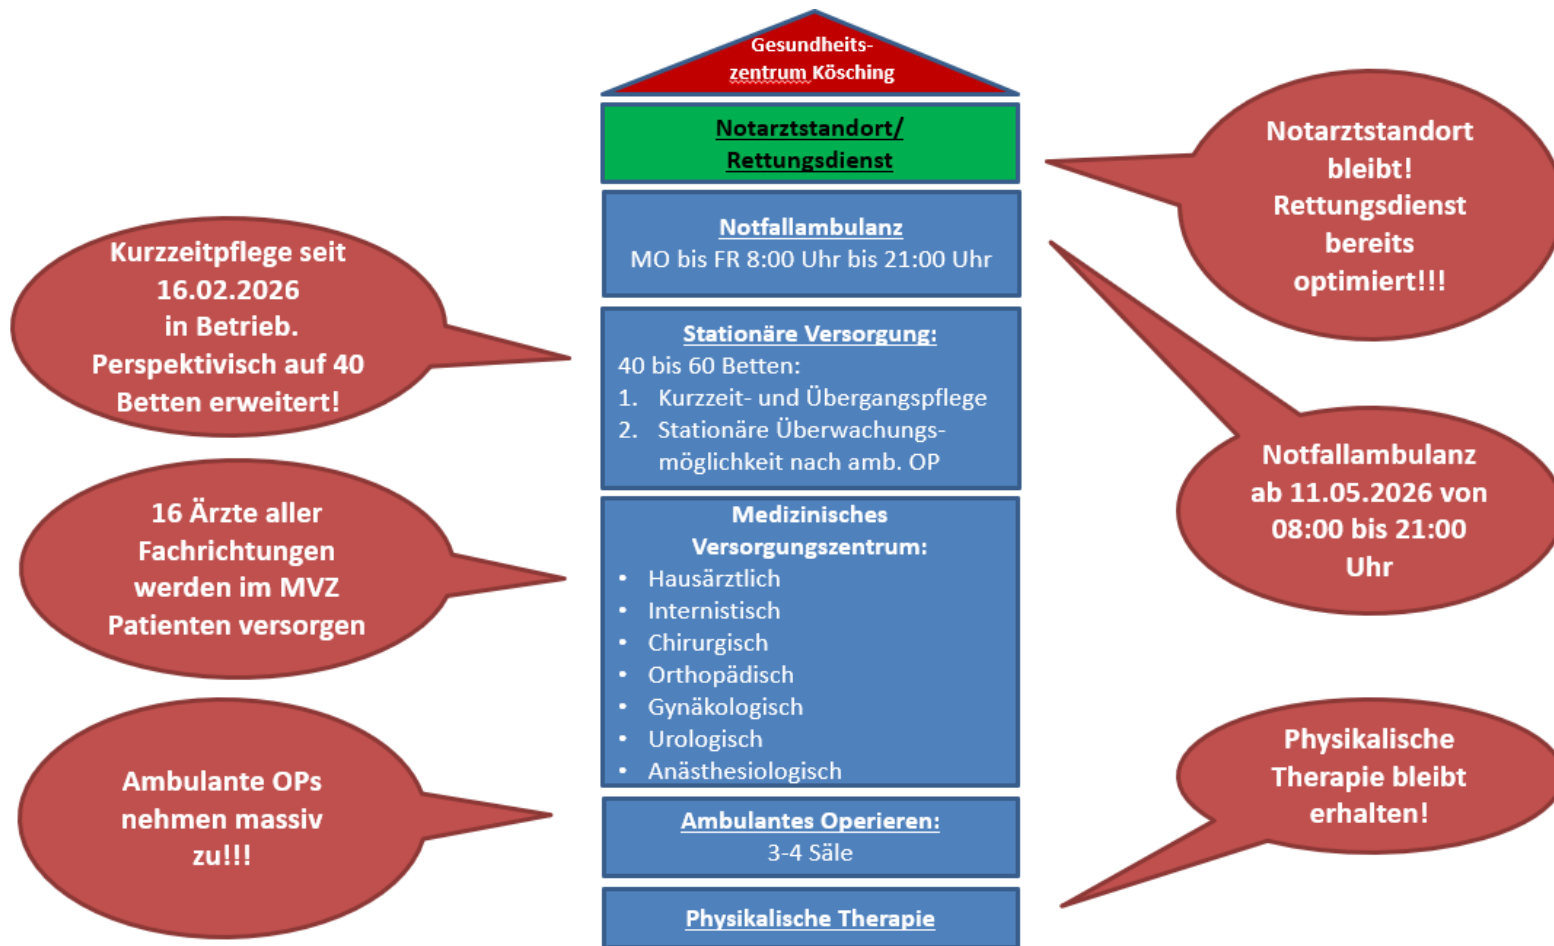 Gesundheits-
zentrum Kösching
Notarztstandort/
Rettungsdienst
Notfallambulanz
MO bis FR 8:00 Uhr bis 21:00 Uhr
Stationäre Versorgung:
40 bis 60 Betten:
1. Kurzzeit- und Übergangspflege
2. Stationäre Überwachungs-
möglichkeit nach amb. OP
Medizinisches
Versorgungszentrum:
• Hausärztlich
• Internistisch
• Chirurgisch
• Orthopädisch
• Gynäkologisch
• Urologisch
• Anästhesiologisch
Ambulantes Operieren:
3-4 Säle
Physikalische Therapie
Kurzzeitpflege seit
16.02.2026
in Betrieb.
Perspektivisch auf 40
Betten erweitert!
16 Ärzte aller
Fachrichtungen
werden im MVZ
Patienten versorgen
Ambulante OPs
nehmen massiv
zu!!!
Notarztstandort
bleibt!
Rettungsdienst
bereits
optimiert!!!
Notfallambulanz
ab 11.05.2026 von
08:00 bis 21:00
Uhr
Physikalische
Therapie bleibt
erhalten!